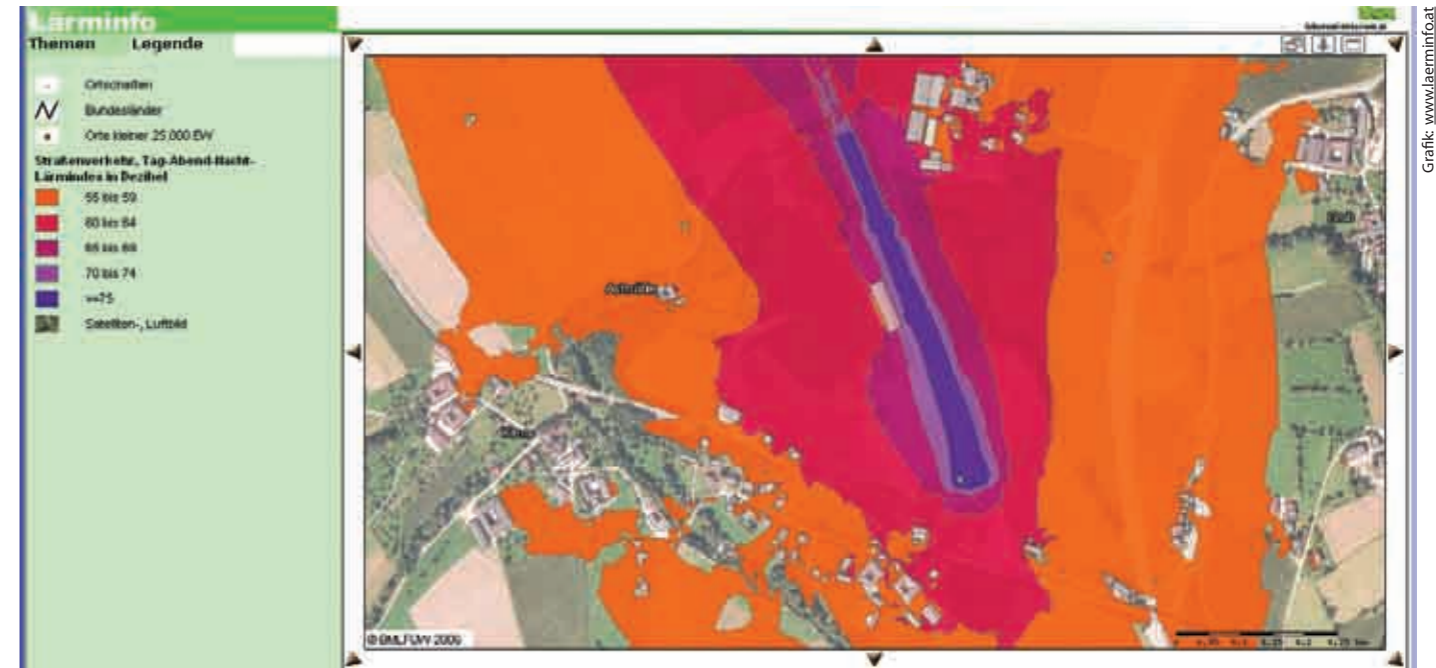 Lärminfo
Themen Legende
Ortschaften
Bundesländer
Orte kleiner 25.000 EW
Straßenverkehr, Tag-Abend-Nacht-
Lärmindex in Dezibel
55 bis 59
60 bis 64
65 bis 69
70 bis 74
>=75
Satelliten-, Luftbild
© BMLFUW 2006
Grafik: www.laerminfo.at